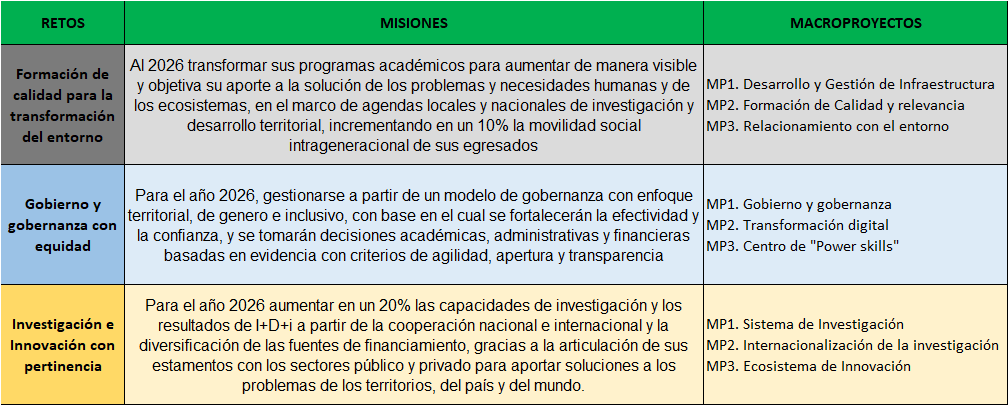 RETOS
MISIONES
MACROPROYECTOS
Formación de
calidad para la
transformación
del entorno
Al 2026 transformar sus programas académicos para aumentar de manera visible
y objetiva su aporte a la solución de los problemas y necesidades humanas y de
los ecosistemas, en el marco de agendas locales y nacionales de investigación y
desarrollo territorial, incrementando en un 10% la movilidad social
intrageneracional de sus egresados
MP1. Desarrollo y Gestión de Infraestructura
MP2. Formación de Calidad y relevancia
MP3. Relacionamiento con el entorno
Gobierno y
gobernanza con
equidad
Para el año 2026, gestionarse a partir de un modelo de gobernanza con enfoque
territorial, de genero e inclusivo, con base en el cual se fortalecerán la efectividad y
la confianza, y se tomarán decisiones académicas, administrativas y financieras
basadas en evidencia con criterios de agilidad, apertura y transparencia
MP1. Gobierno y gobernanza
MP2. Transformación digital
MP3. Centro de "Power skills"
Investigación e
Innovación con
pertinencia
Para el año 2026 aumentar en un 20% las capacidades de investigación y los
resultados de I+D+i a partir de la cooperación nacional e internacional y la
diversificación de las fuentes de financiamiento, gracias a la articulación de sus
estamentos con los sectores público y privado para aportar soluciones a los
problemas de los territorios, del país y del mundo.
MP1. Sistema de Investigación
MP2. Internacionalización de la investigación
MP3. Ecosistema de Innovación